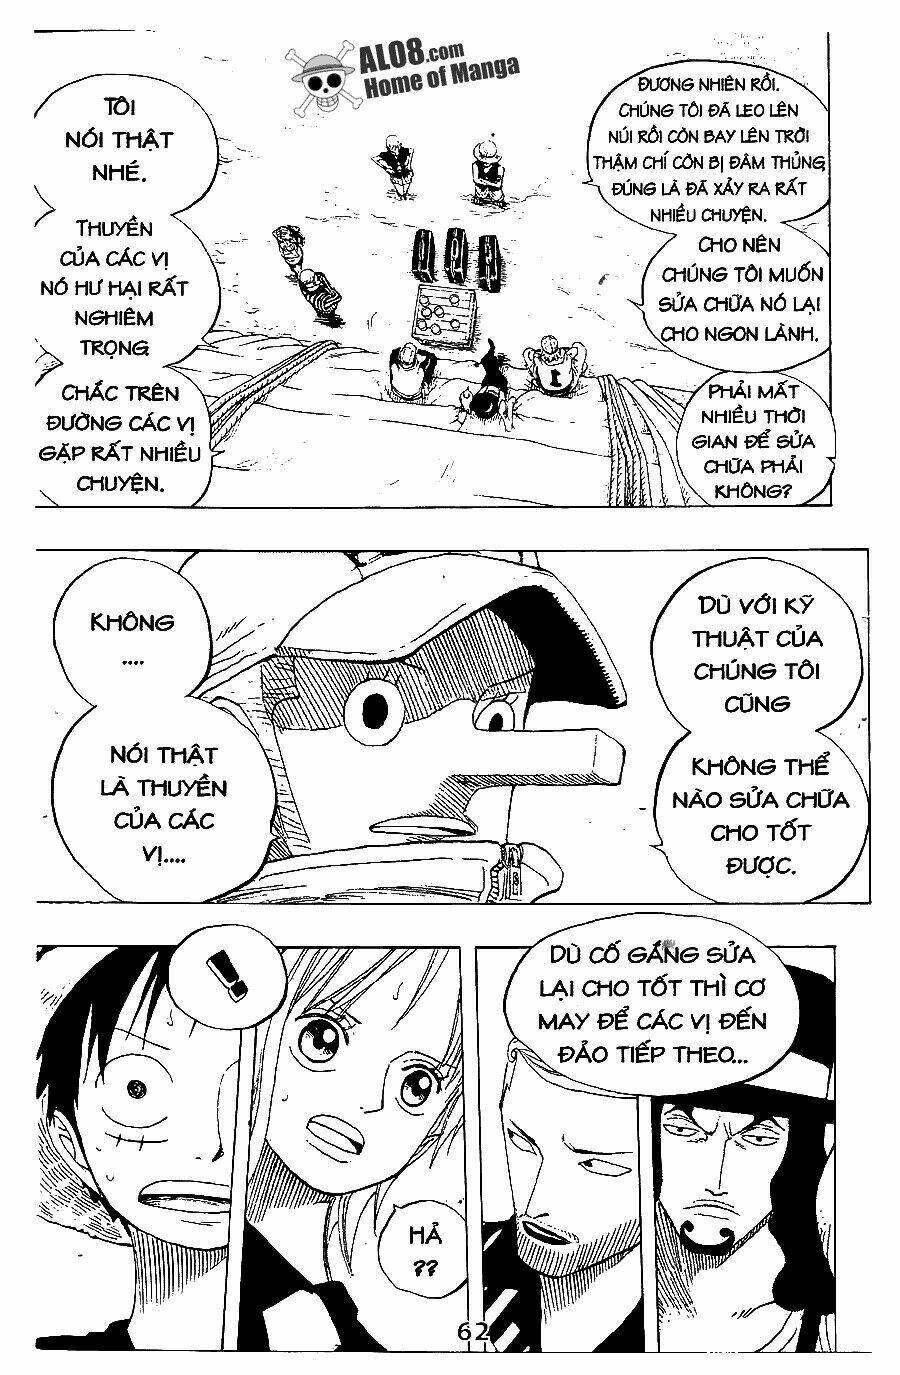 ALO8.com
Home of Manga
ĐƯƠNG NHIÊN RỒI.
CHÚNG TÔI ĐÃ LEO LÊN
NÚI RỒI CÒN BAY LÊN TRỜI
THẬM CHÍ CÒN BỊ ĐÂM THỦNG,
ĐÚNG LÀ ĐÃ XẢY RA RẤT
NHIỀU CHUYỆN.
CHO NÊN
CHÚNG TÔI MUỐN
SỬA CHỮA NÓ LẠI
CHO NGON LÀNH.
PHẢI MẤT
NHIỀU THỜI
GIAN ĐỂ SỬA
CHỮA PHẢI
KHÔNG?
TÔI
NÓI THẬT
NHÉ.
THUYỀN
CỦA CÁC VỊ
NÓ HƯ HẠI RẤT
NGHIÊM
TRỌNG
CHẮC TRÊN
ĐƯỜNG CÁC VỊ
GẶP RẤT NHIỀU
CHUYỆN.
1
DÙ VỚI KỸ
THUẬT CỦA
CHÚNG TÔI
CŨNG
KHÔNG THỂ
NÀO SỬA CHỮA
CHO TỐT
ĐƯỢC.
KHÔNG
....
NÓI THẬT
LÀ THUYỀN
CỦA CÁC
VỊ....
!
HẢ
??
DÙ CỐ GẮNG SỬA
LẠI CHO TỐT THÌ CƠ
MAY ĐỂ CÁC VỊ ĐẾN
ĐẢO TIẾP THEO...
62